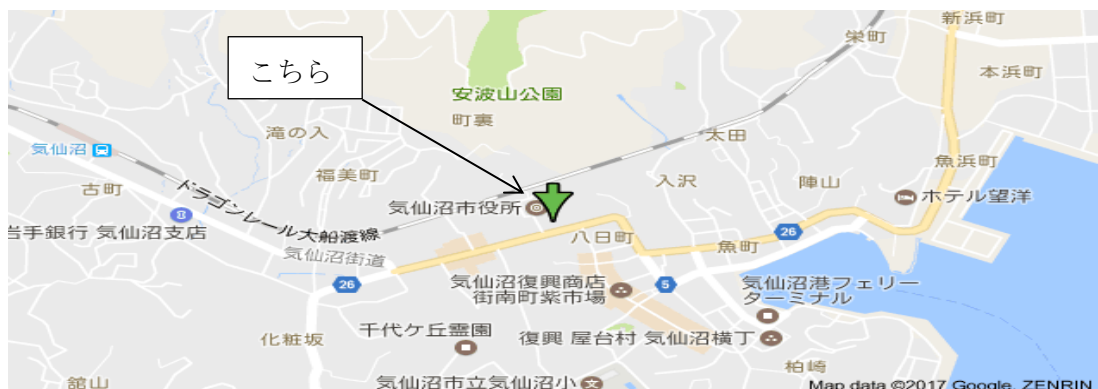 新浜町
栄町
こちら
本浜町
安波山公園
町裏
滝の入
太田
気仙沼
魚浜町
福美町
入沢
陣山
古町
ドラゴンレール大船渡線
ホテル望洋
気仙沼市役所
岩手銀行 気仙沼支店
八日町
26
魚町
気仙沼街道
26
気仙沼復興商店
街南町紫市場
5
気仙沼港フェリー
ターミナル
化粧坂
千代ケ丘霊園
復興 屋台村 気仙沼横丁
柏崎
舘山
気仙沼市立気仙沼小
Map data ©2017 Google, ZENRIN